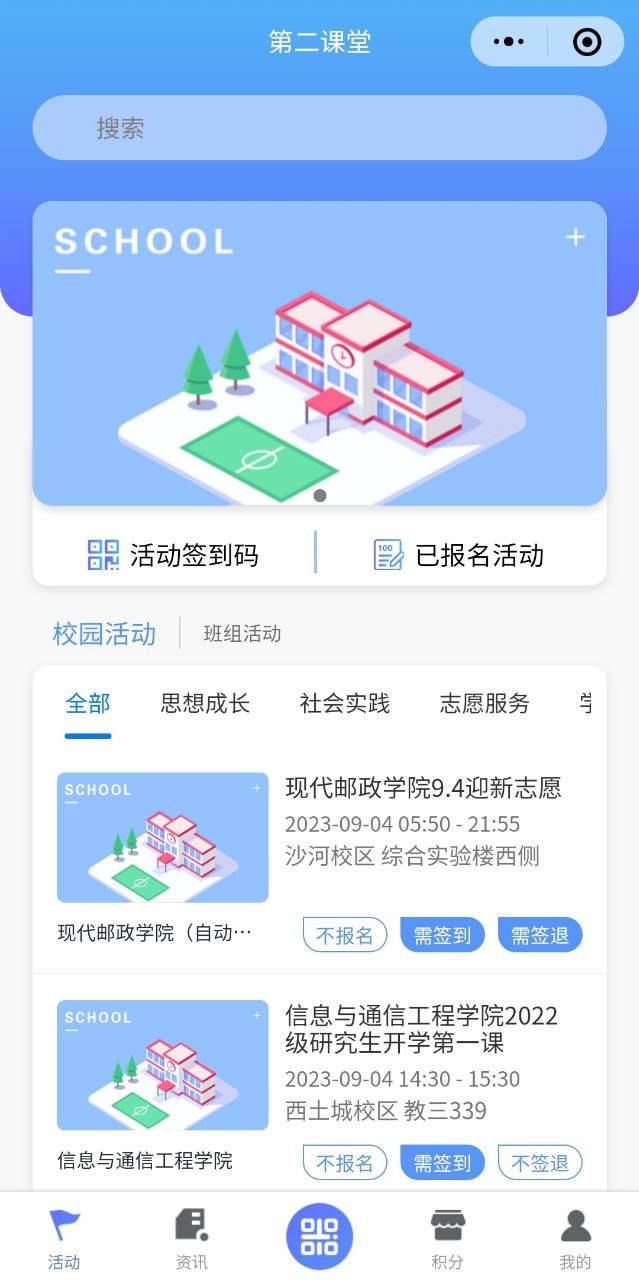 第二课堂
搜索
SCHOOL
活动签到码
已报名活动
校园活动
班组活动
全部 思想成长 社会实践 志愿服务
SCHOOL
现代邮政学院9.4迎新志愿
2023-09-04 05:50 - 21:55
沙河校区 综合实验楼西侧
现代邮政学院（自动…
不报名 需签到 需签退
SCHOOL
信息与通信工程学院2022
级研究生开学第一课
2023-09-04 14:30 - 15:30
西土城校区 教三339
信息与通信工程学院
不报名 需签到 不签退
活动 资讯 积分 我的